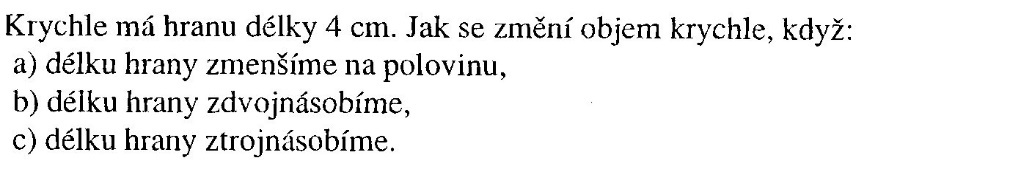 Krychle má hranu délky 4 cm. Jak se změní objem krychle, když:
a) délku hrany zmenšíme na polovinu,
b) délku hrany zdvojnásobíme,
c) délku hrany ztrojnásobíme.